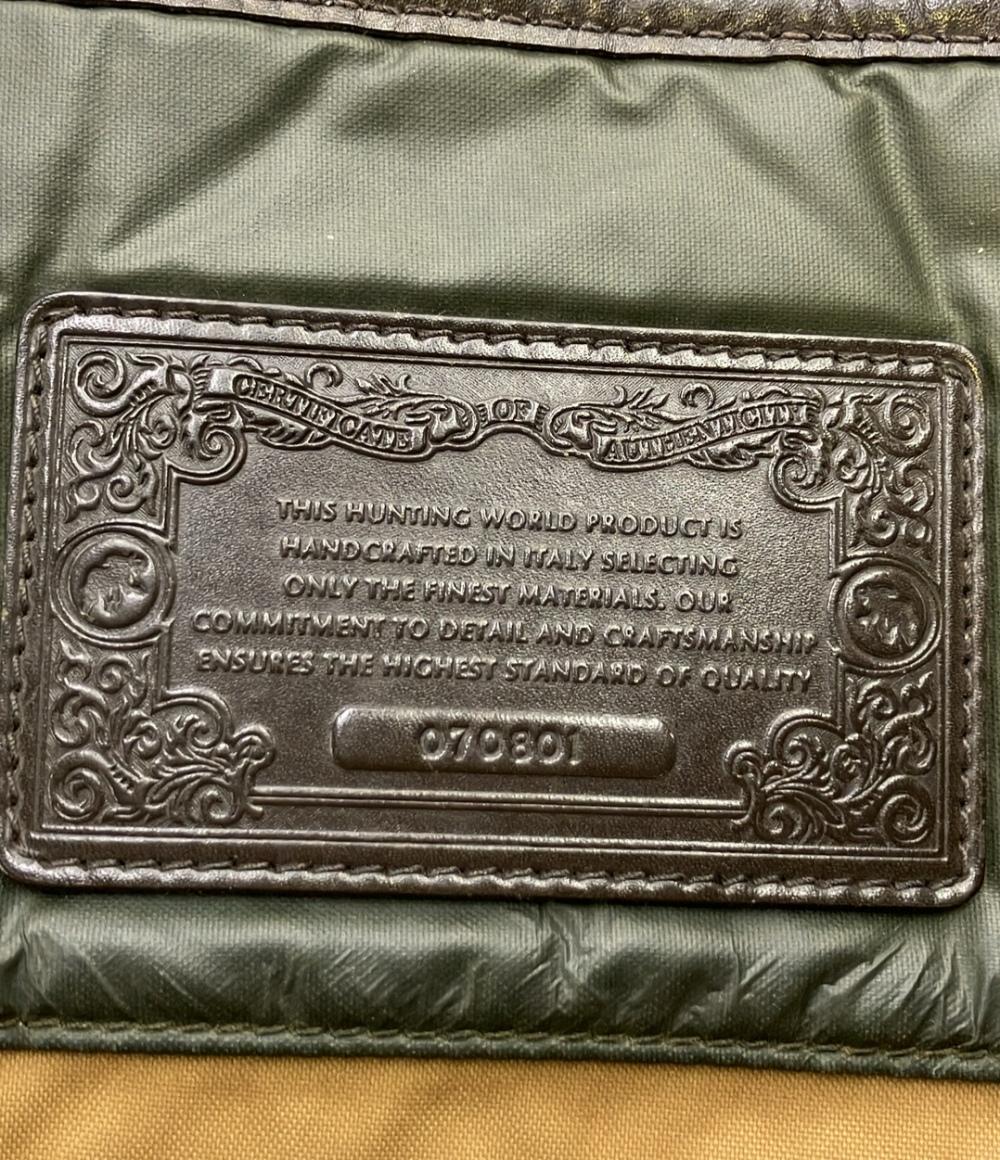 CERTIFICATE OF AUTHENTICITY
THIS HUNTING WORLD PRODUCT IS
HANDCRAFTED IN ITALY SELECTING
ONLY THE FINEST MATERIALS. OUR
COMMITMENT TO DETAIL AND CRAFTSMANSHIP
ENSURES THE HIGHEST STANDARD OF QUALITY
070801